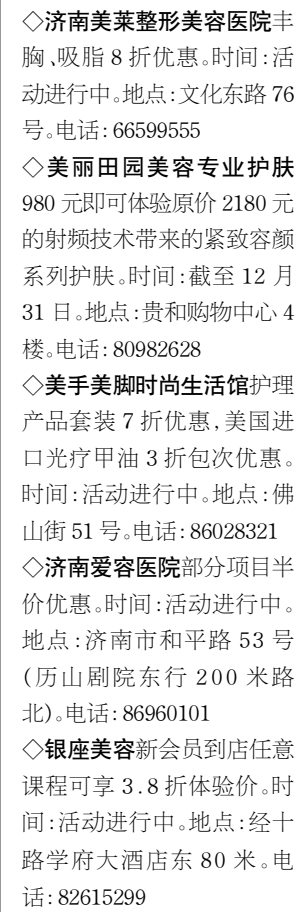 ◇济南美莱整形美容医院丰
胸、吸脂8折优惠。时间:活
动进行中。地点:文化东路76
号。电话:66599555
◇美丽田园美容专业护肤
980元即可体验原价2180元
的射频技术带来的紧致容颜
系列护肤。时间:截至12月
31日。地点:贵和购物中心4
楼。电话:80982628
◇美手美脚时尚生活馆护理
产品套装7折优惠,美国进
口光疗甲油3折包次优惠。
时间:活动进行中。地点:佛
山街51号。电话:86028321
◇济南爱容医院部分项目半
价优惠。时间:活动进行中。
地点:济南市和平路53号
(历山剧院东行200米路
北)。电话:86960101
◇银座美容新会员到店任意
课程可享3.8折体验价。时
间:活动进行中。地点:经十
路学府大酒店东80米。电
话:82615299